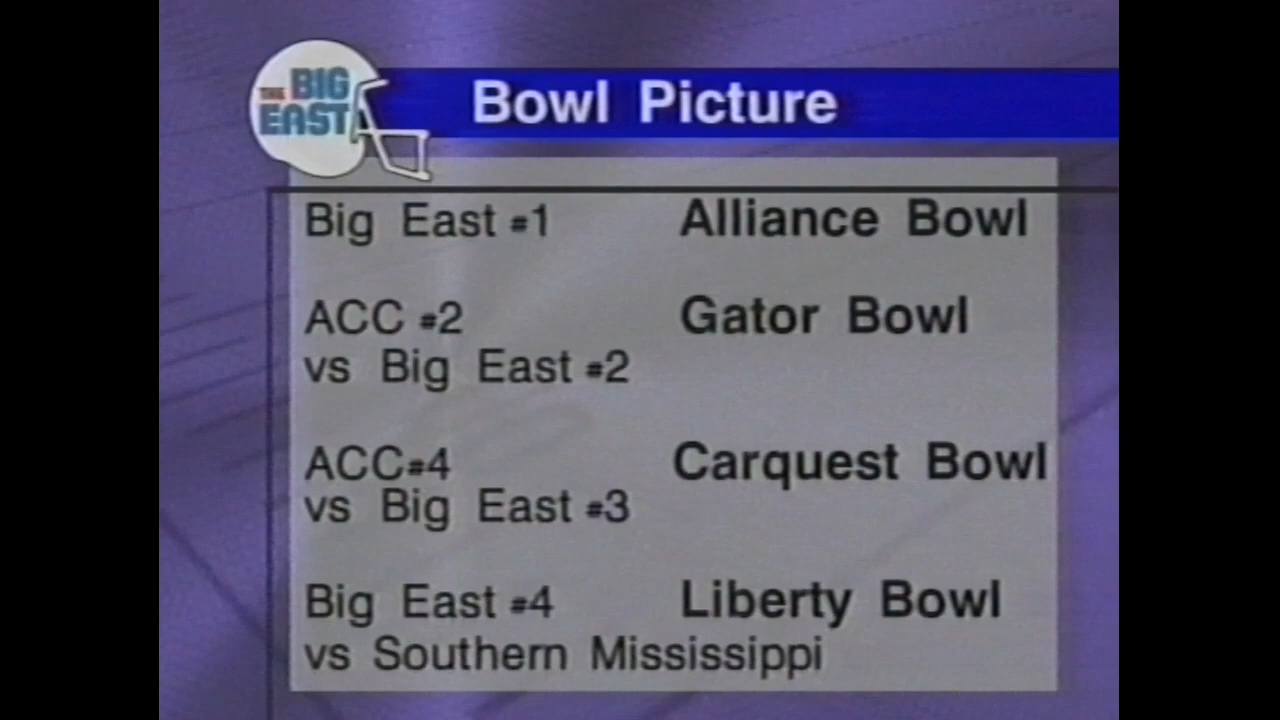 THE BIG
EAST
Bowl Picture
Big East #1 Alliance Bowl
ACC #2 Gator Bowl
vs Big East #2
ACC#4 Carquest Bowl
vs Big East #3
Big East #4 Liberty Bowl
vs Southern Mississippi